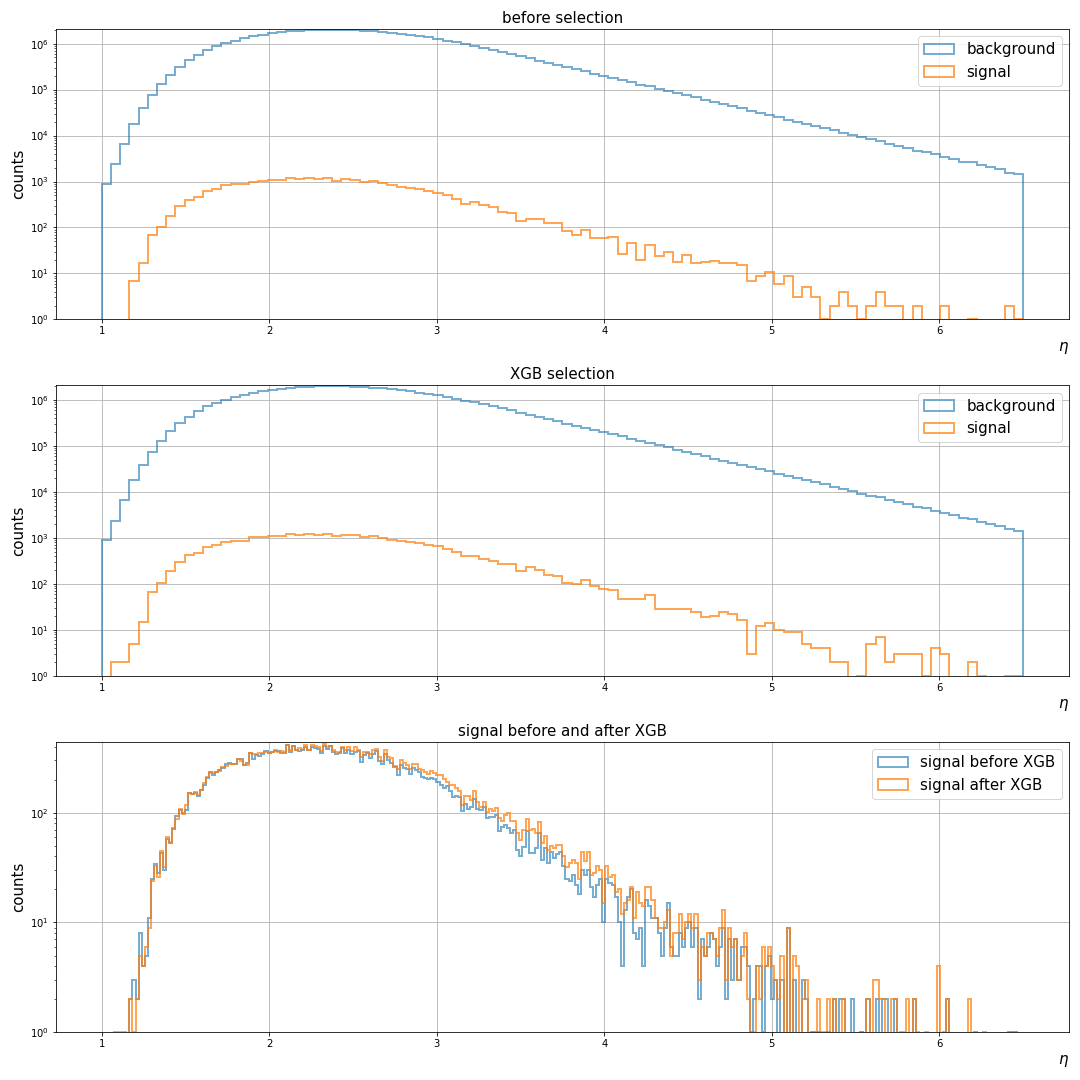 before selection
10⁶
10⁵
10⁴
10³
10²
10¹
10⁰
counts
background
signal
1 2 3 4 5 6
η
XGB selection
10⁶
10⁵
10⁴
10³
10²
10¹
10⁰
counts
background
signal
1 2 3 4 5 6
η
signal before and after XGB
10²
10¹
10⁰
counts
signal before XGB
signal after XGB
1 2 3 4 5 6
η